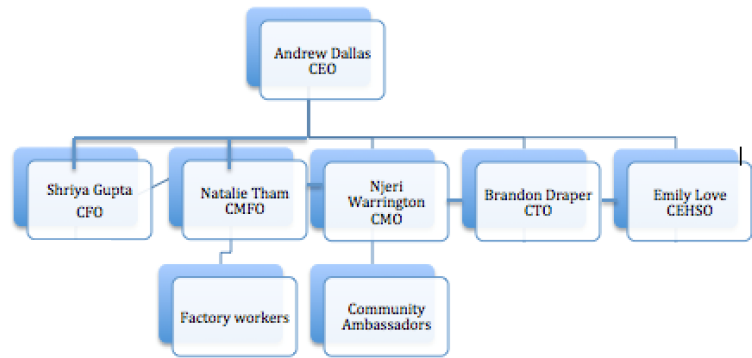 Andrew Dallas
CEO
Shriya Gupta
CFO
Natalie Tham
CMFO
Njeri
Warrington
CMO
Brandon Draper
CTO
Emily Love
CEHSO
Factory workers
Community
Ambassadors